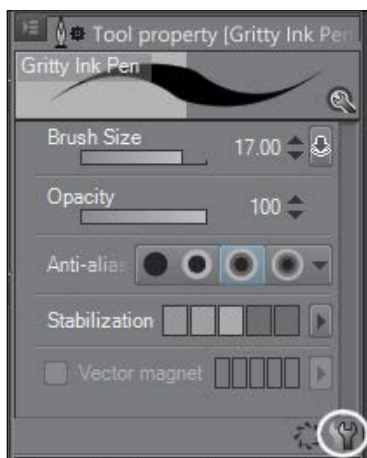 Tool property [Gritty Ink Pen
Gritty Ink Pen
Brush Size 17.00
Opacity 100
Anti-alias
Stabilization
Vector magnet